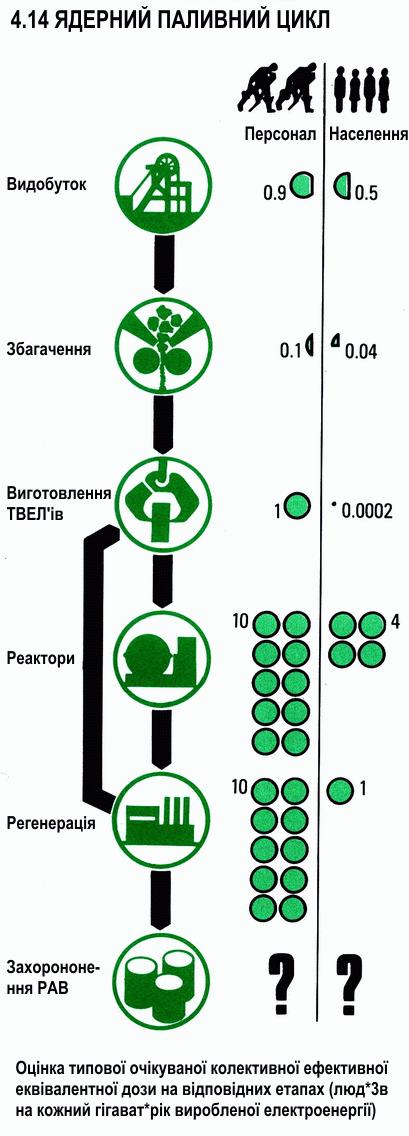 4.14 ЯДЕРНИЙ ПАЛИВНИЙ ЦИКЛ
Персонал Населення
Видобуток
0.9 0.5
Збагачення
0.1 0.04
Виготовлення
ТВЕЛ'ів
1 0.0002
10 4
Реактори
10 1
Регенерація
Захоронone-
ення РАВ
? ?
Оцінка типової очікуваної колективної ефективної
еквівалентної дози на відповідних етапах (люд*Зв
на кожний гігават*рік виробленої електроенергії)